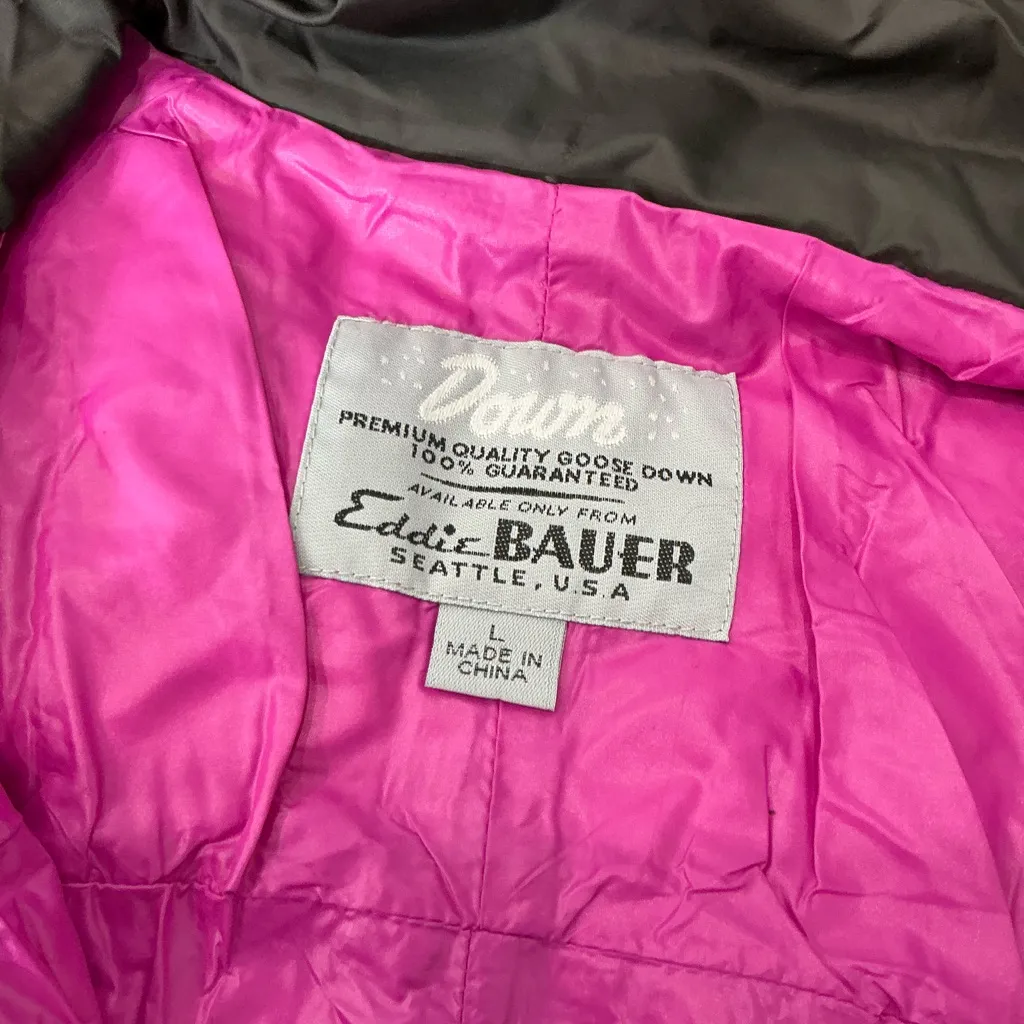 Down
PREMIUM QUALITY GOOSE DOWN
100% GUARANTEED
AVAILABLE ONLY FROM
Eddie BAUER
SEATTLE, U.S.A
L
MADE IN
CHINA